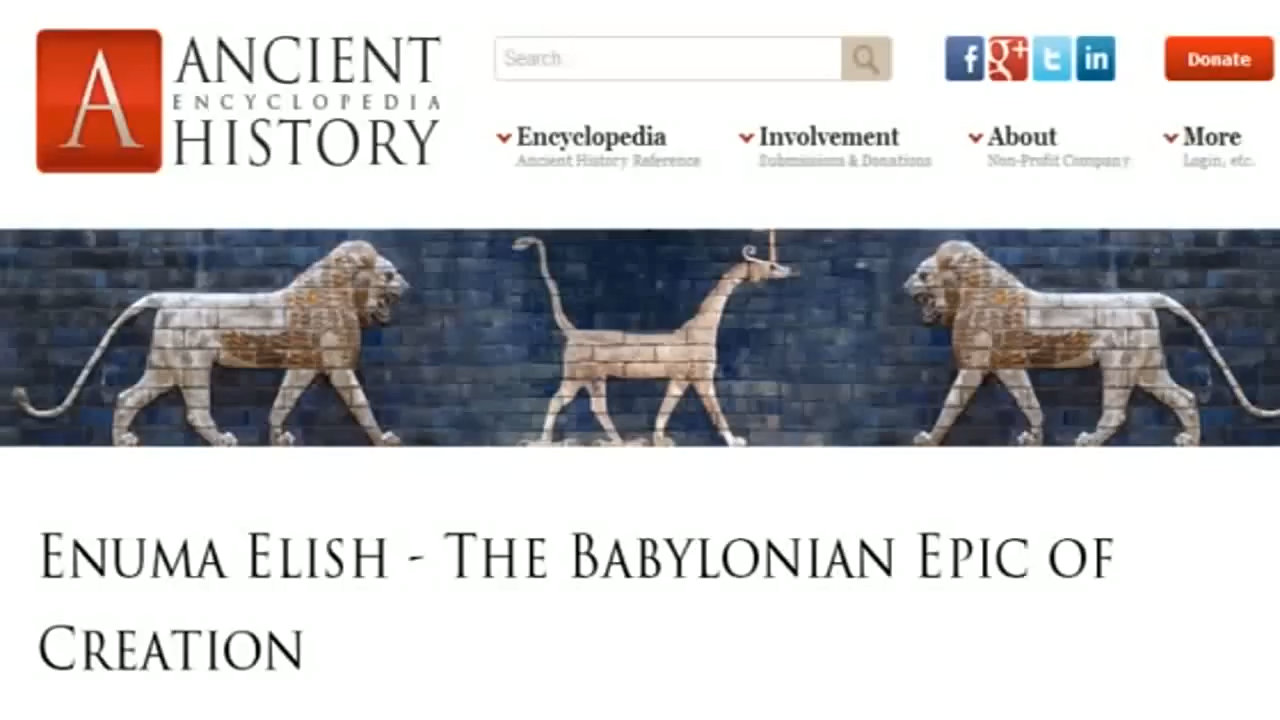 A
ANCIENT
ENCYCLOPEDIA
HISTORY
Search
f g+ t in
Donate
Encyclopedia
Ancient History Reference
Involvement
Submissions & Donations
About
Non-Profit Company
More
Login, etc.
ENUMA ELISH - THE BABYLONIAN EPIC OF
CREATION